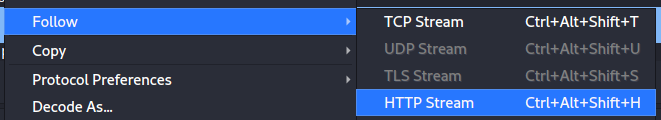 Follow
Copy
Protocol Preferences
Decode As...
TCP Stream Ctrl+Alt+Shift+T
UDP Stream Ctrl+Alt+Shift+U
TLS Stream Ctrl+Alt+Shift+S
HTTP Stream Ctrl+Alt+Shift+H